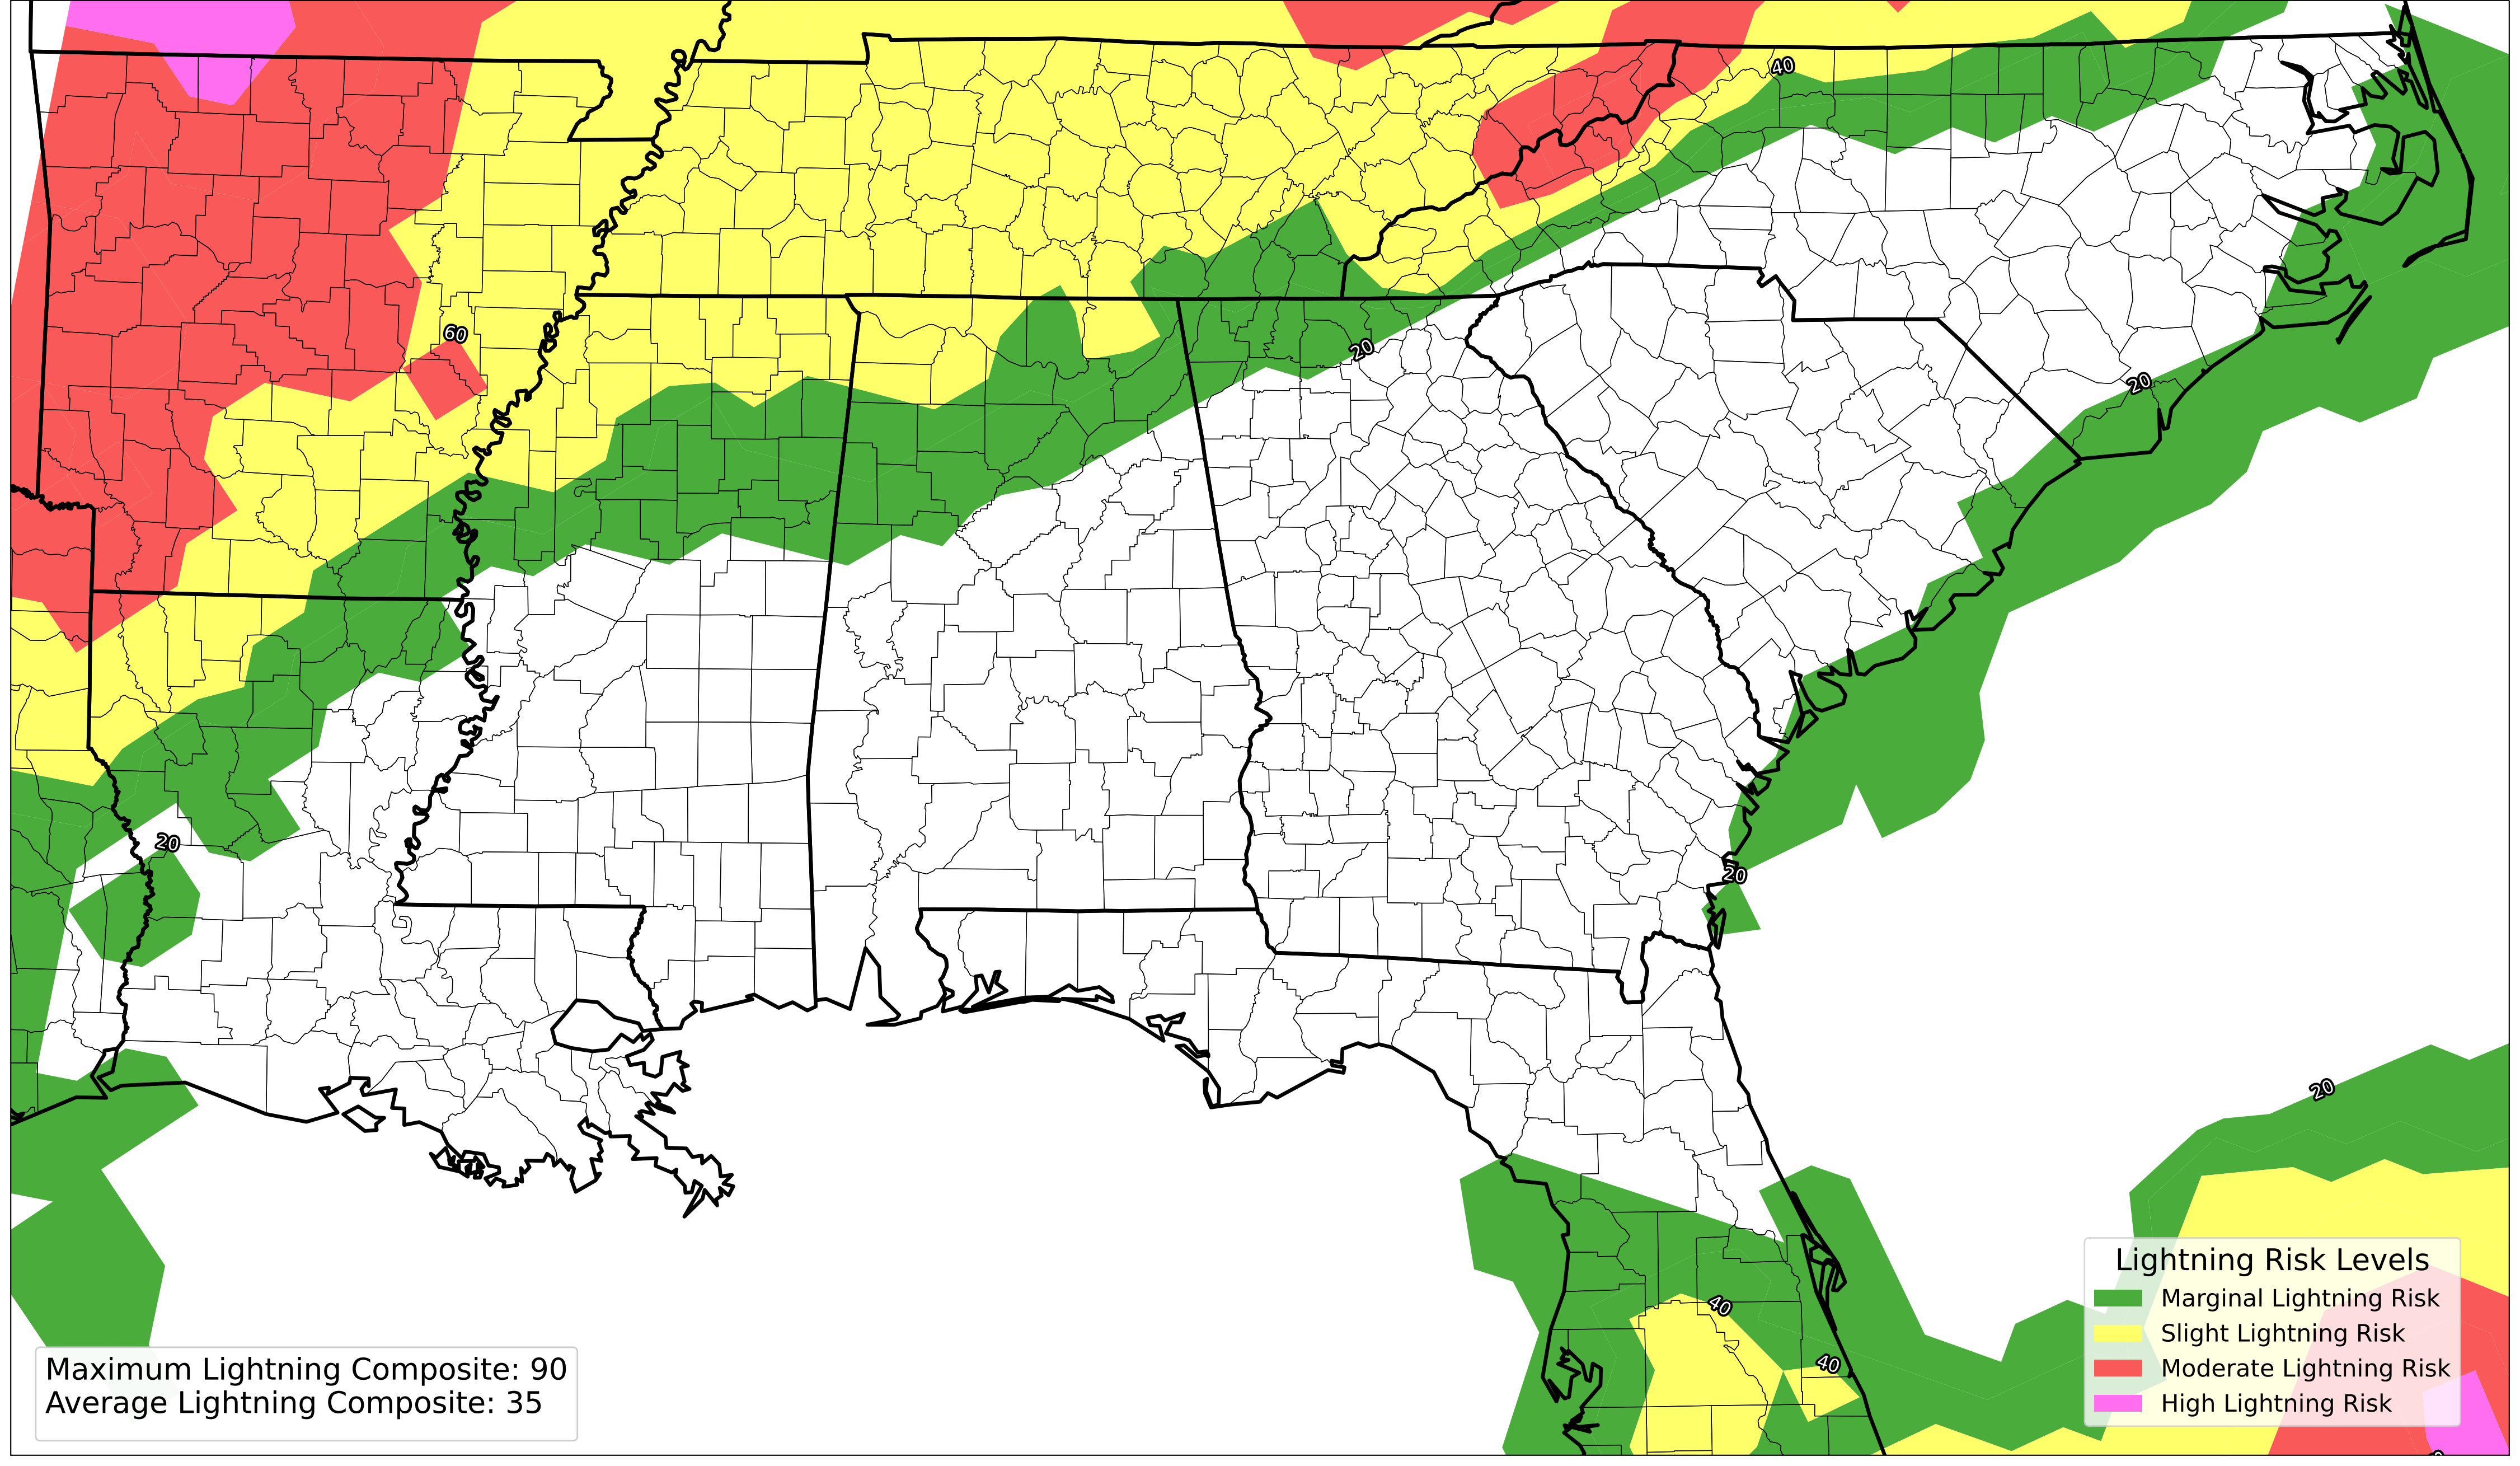 40
60
20
20
20
20
20
40
40
Lightning Risk Levels
Marginal Lightning Risk
Slight Lightning Risk
Moderate Lightning Risk
High Lightning Risk
Maximum Lightning Composite: 90
Average Lightning Composite: 35